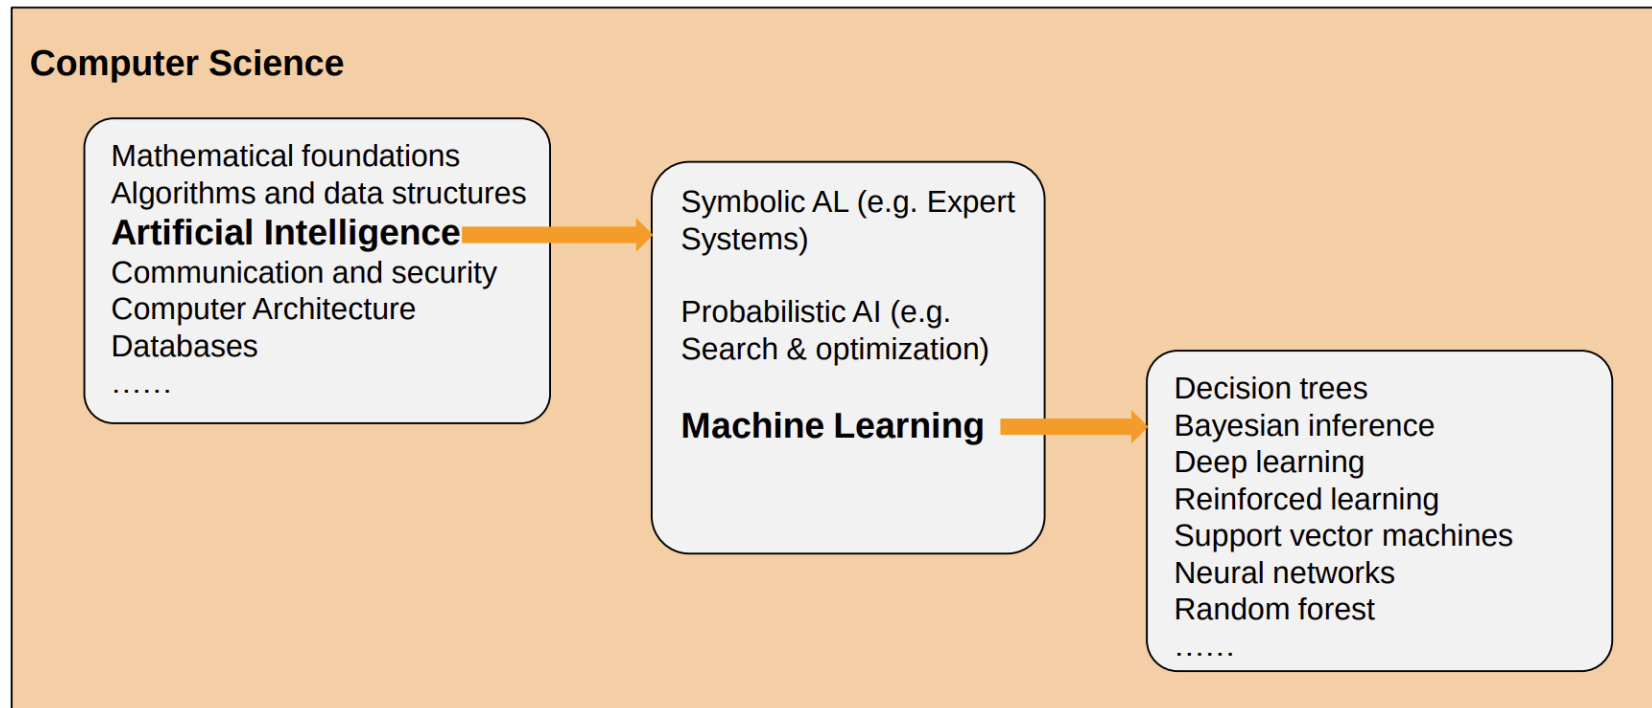 Computer Science
Mathematical foundations
Algorithms and data structures
Artificial Intelligence
Communication and security
Computer Architecture
Databases
……
Symbolic AL (e.g. Expert
Systems)
Probabilistic AI (e.g.
Search & optimization)
Machine Learning
Decision trees
Bayesian inference
Deep learning
Reinforced learning
Support vector machines
Neural networks
Random forest
……